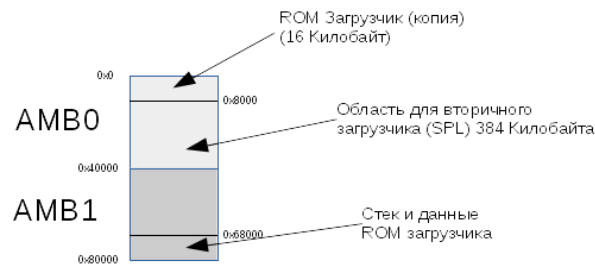 ROM Загрузчик (копия)
(16 Килобайт)
0x0
0x8000
AMB0
Область для вторичного
загрузчика (SPL) 384 Килобайта
0x40000
AMB1
Стек и данные
ROM загрузчика
0x68000
0x80000